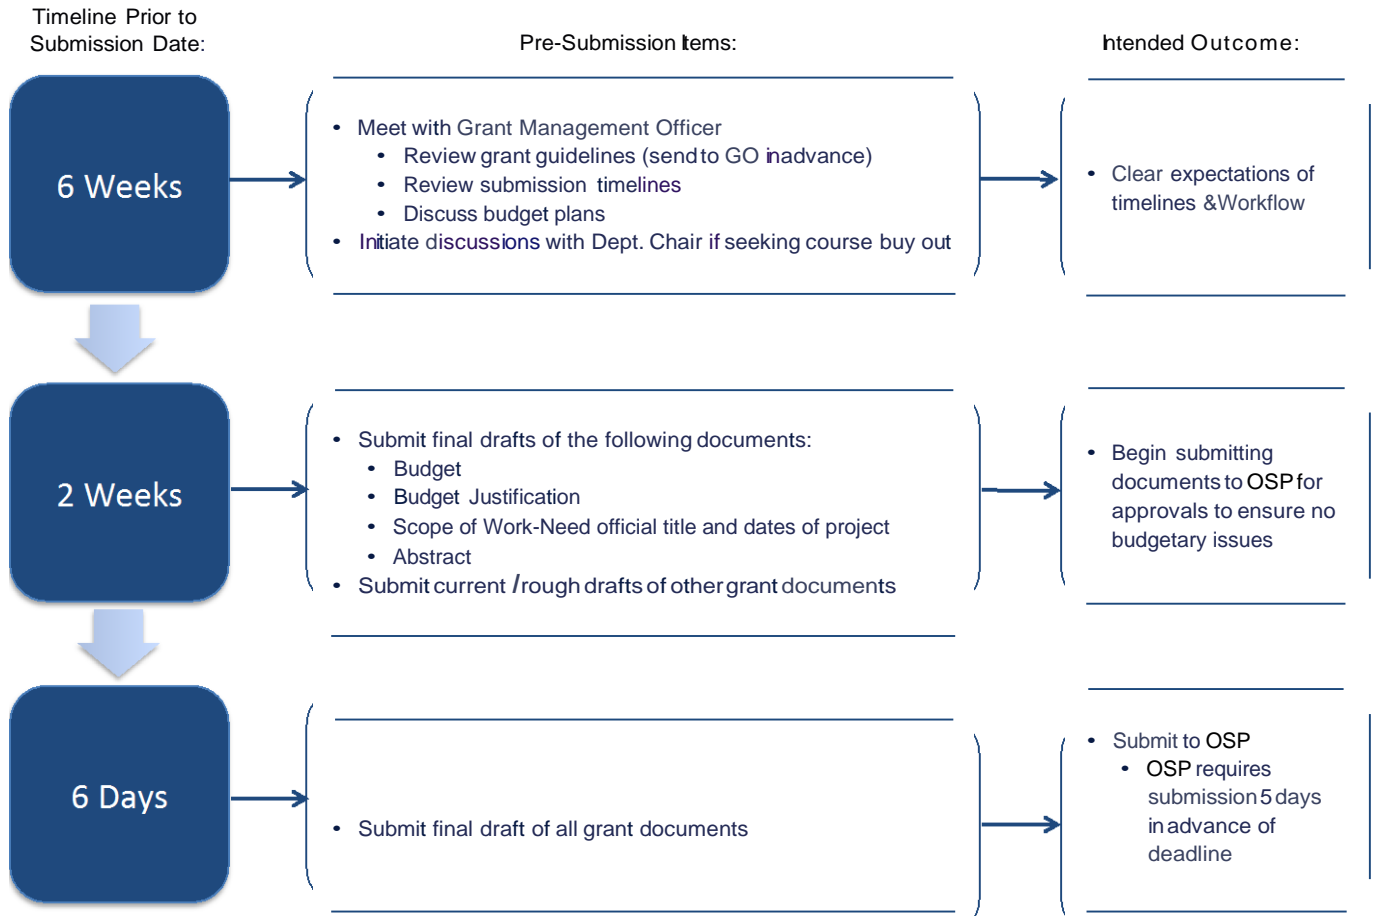 Timeline Prior to
Submission Date:
Pre-Submission Items:
Intended Outcome:
6 Weeks
• Meet with Grant Management Officer
• Review grant guidelines (send to GO in advance)
• Review submission timelines
• Discuss budget plans
• Initiate discussions with Dept. Chair if seeking course buy out
• Clear expectations of
timelines & Workflow
2 Weeks
• Submit final drafts of the following documents:
• Budget
• Budget Justification
• Scope of Work-Need official title and dates of project
• Abstract
• Submit current / rough drafts of other grant documents
• Begin submitting
documents to OSP for
approvals to ensure no
budgetary issues
6 Days
• Submit final draft of all grant documents
• Submit to OSP
• OSP requires
submission 5 days
in advance of
deadline